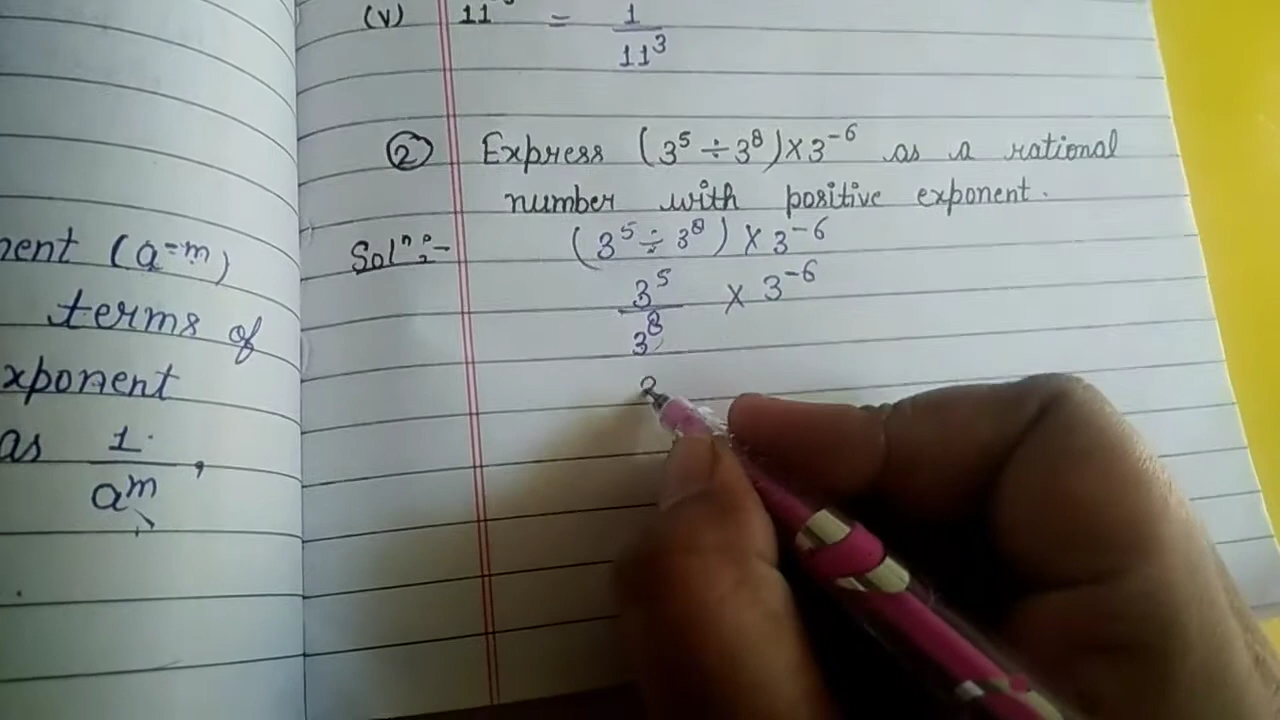 nent (a⁻ᵐ)
terms of
xponent
as 1/aᵐ,
(v) 11 = 1/11³
② Express (3⁵ ÷ 3⁸) × 3⁻⁶ as a rational
number with positive exponent.
Solⁿ:- (3⁵ ÷ 3⁸) × 3⁻⁶
3⁵/3⁸ × 3⁻⁶